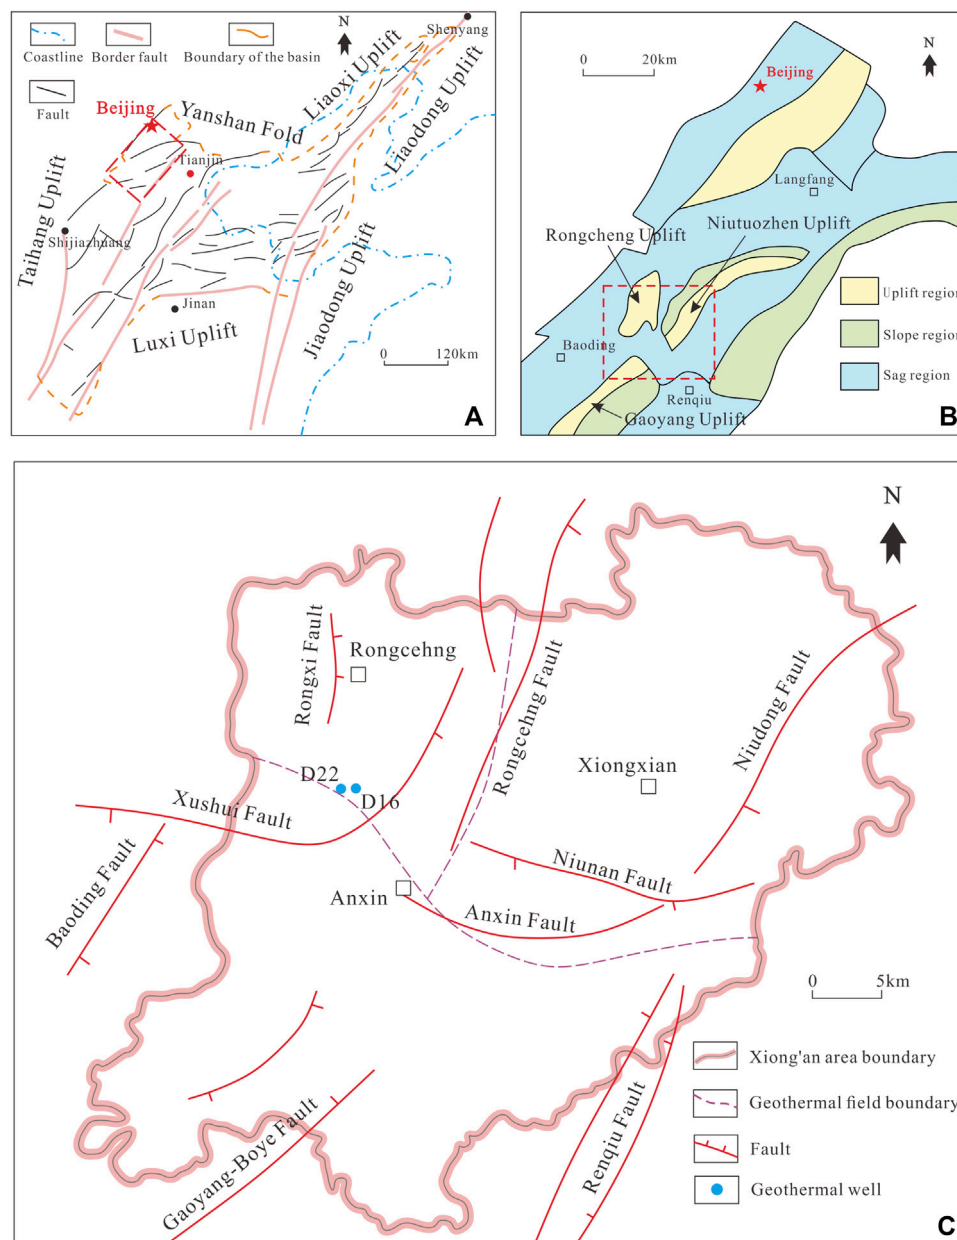 N
Shenyang
Coastline
Border fault
Boundary of the basin
Fault
Beijing
Yanshan Fold
Liaoxi Uplift
Liaodong Uplift
Tianjin
Taihang Uplift
Shijiazhuang
Jinan
Luxi Uplift
Jiaodong Uplift
0
120km
A
0
20km
N
Beijing
Langfang
Rongcheng Uplift
Niutuozhen Uplift
Uplift region
Slope region
Sag region
Baoding
Renqiu
Gaoyang Uplift
B
N
Rongxi Fault
Rongcehng
Rongcehng Fault
Niudong Fault
Xiongxian
D22
D16
Xushui Fault
Baoding Fault
Niunan Fault
Anxin
Anxin Fault
0
5km
Xiong'an area boundary
Geothermal field boundary
Fault
Geothermal well
Renqiu Fault
Gaoyang-Boye Fault
C